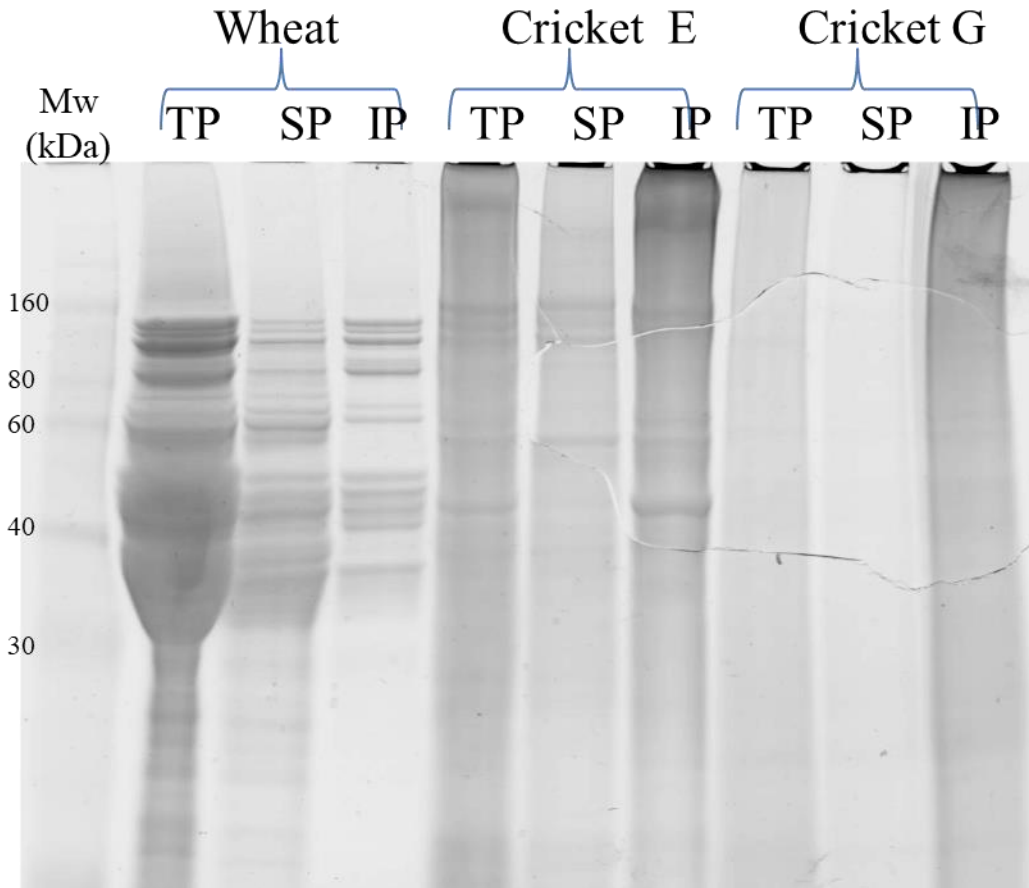 Wheat Cricket E Cricket G
Mw
(kDa)
TP SP IP TP SP IP TP SP IP
160
80
60
40
30